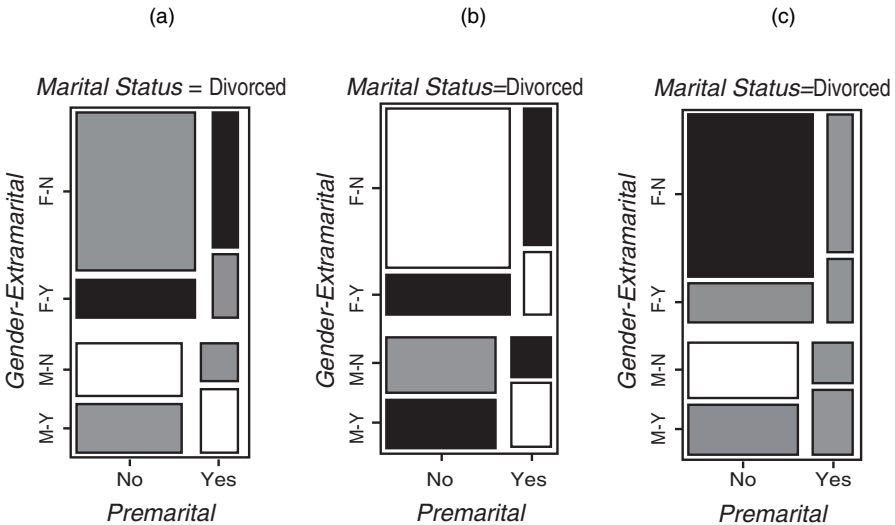 (a)
(b)
(c)
Marital Status = Divorced
Marital Status=Divorced
Marital Status=Divorced
Gender-Extramarital
F-N
F-Y
M-N
M-Y
No
Yes
Premarital
Gender-Extramarital
F-N
F-Y
M-N
M-Y
No
Yes
Premarital
Gender-Extramarital
F-N
F-Y
M-N
M-Y
No
Yes
Premarital